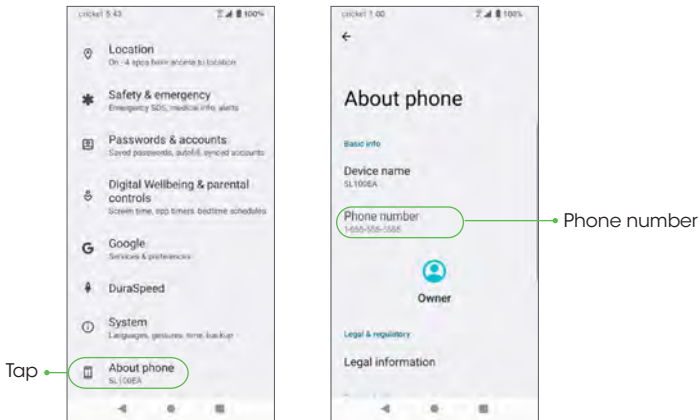 cricket 5:43 100%
Location
On - 4 apps have access to location
Safety & emergency
Emergency SOS, medical info, alerts
Passwords & accounts
Saved passwords, autofill, synced accounts
Digital Wellbeing & parental
controls
Screen time, app timers, bedtime schedules
Google
Services & preferences
DuraSpeed
System
Languages, gestures, time, backup
Tap
About phone
SL100EA
cricket 1:00 100%
About phone
Basic info
Device name
SL100EA
Phone number
1-555-555-5555
Phone number
Owner
Legal & regulatory
Legal information